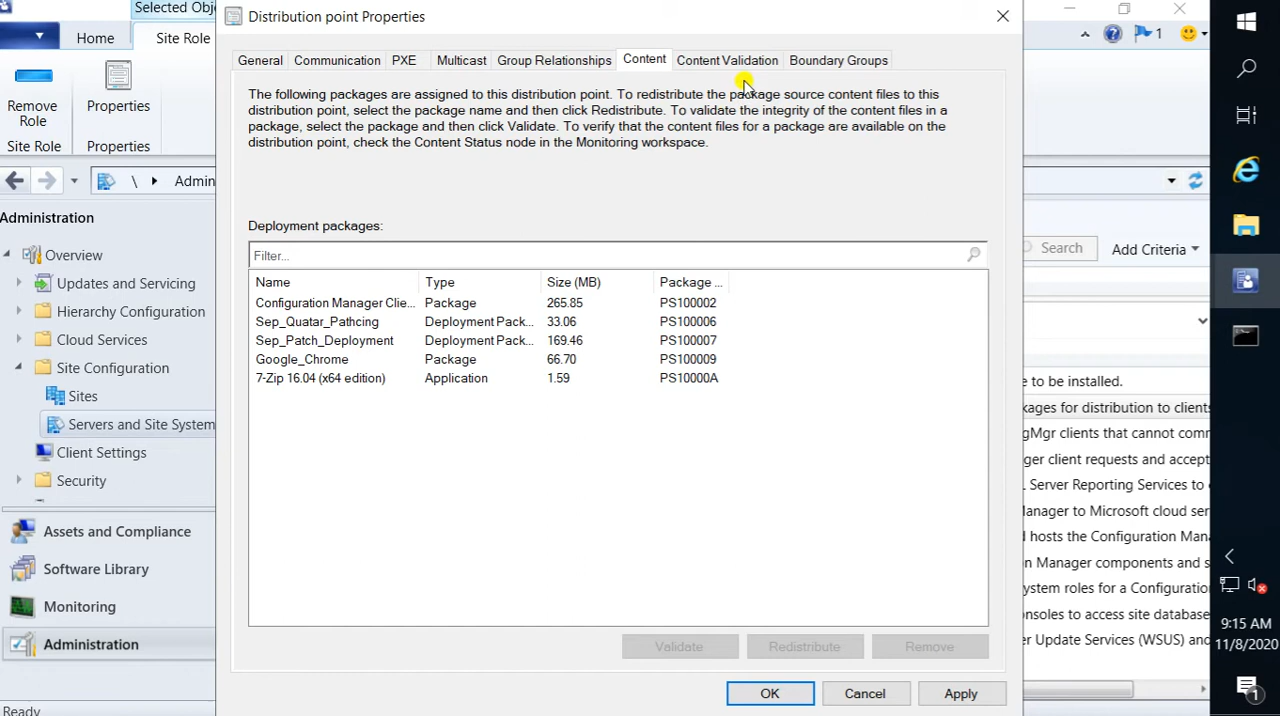 Selected Obje
Distribution point Properties
Home
Site Role
1
General
Communication
PXE
Multicast
Group Relationships
Content
Content Validation
Boundary Groups
Remove
Role
Properties
Site Role
Properties
The following packages are assigned to this distribution point. To redistribute the package source content files to this
distribution point, select the package name and then click Redistribute. To validate the integrity of the content files in a
package, select the package and then click Validate. To verify that the content files for a package are available on the
distribution point, check the Content Status node in the Monitoring workspace.
\ Admin
Administration
Overview
Updates and Servicing
Hierarchy Configuration
Cloud Services
Site Configuration
Sites
Servers and Site System
Client Settings
Security
Assets and Compliance
Software Library
Monitoring
Administration
Ready
Deployment packages:
Filter...
Name Type Size (MB) Package ...
Configuration Manager Clie... Package 265.85 PS100002
Sep_Quatar_Pathcing Deployment Pack... 33.06 PS100006
Sep_Patch_Deployment Deployment Pack... 169.46 PS100007
Google_Chrome Package 66.70 PS100009
7-Zip 16.04 (x64 edition) Application 1.59 PS10000A
Validate
Redistribute
Remove
OK
Cancel
Apply
Search
Add Criteria
e to be installed.
kages for distribution to clients
gMgr clients that cannot comm
ger client requests and accept
L Server Reporting Services to
Manager to Microsoft cloud ser
d hosts the Configuration Mana
on Manager components and s
system roles for a Configuration
onsoles to access site database
er Update Services (WSUS) and
9:15 AM
11/8/2020
1